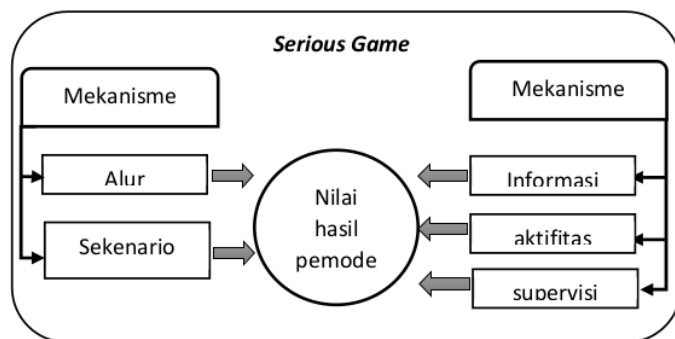 Serious Game
Mekanisme
Alur
Sekenario
Nilai
hasil
pemode
Mekanisme
Informasi
aktifitas
supervisi